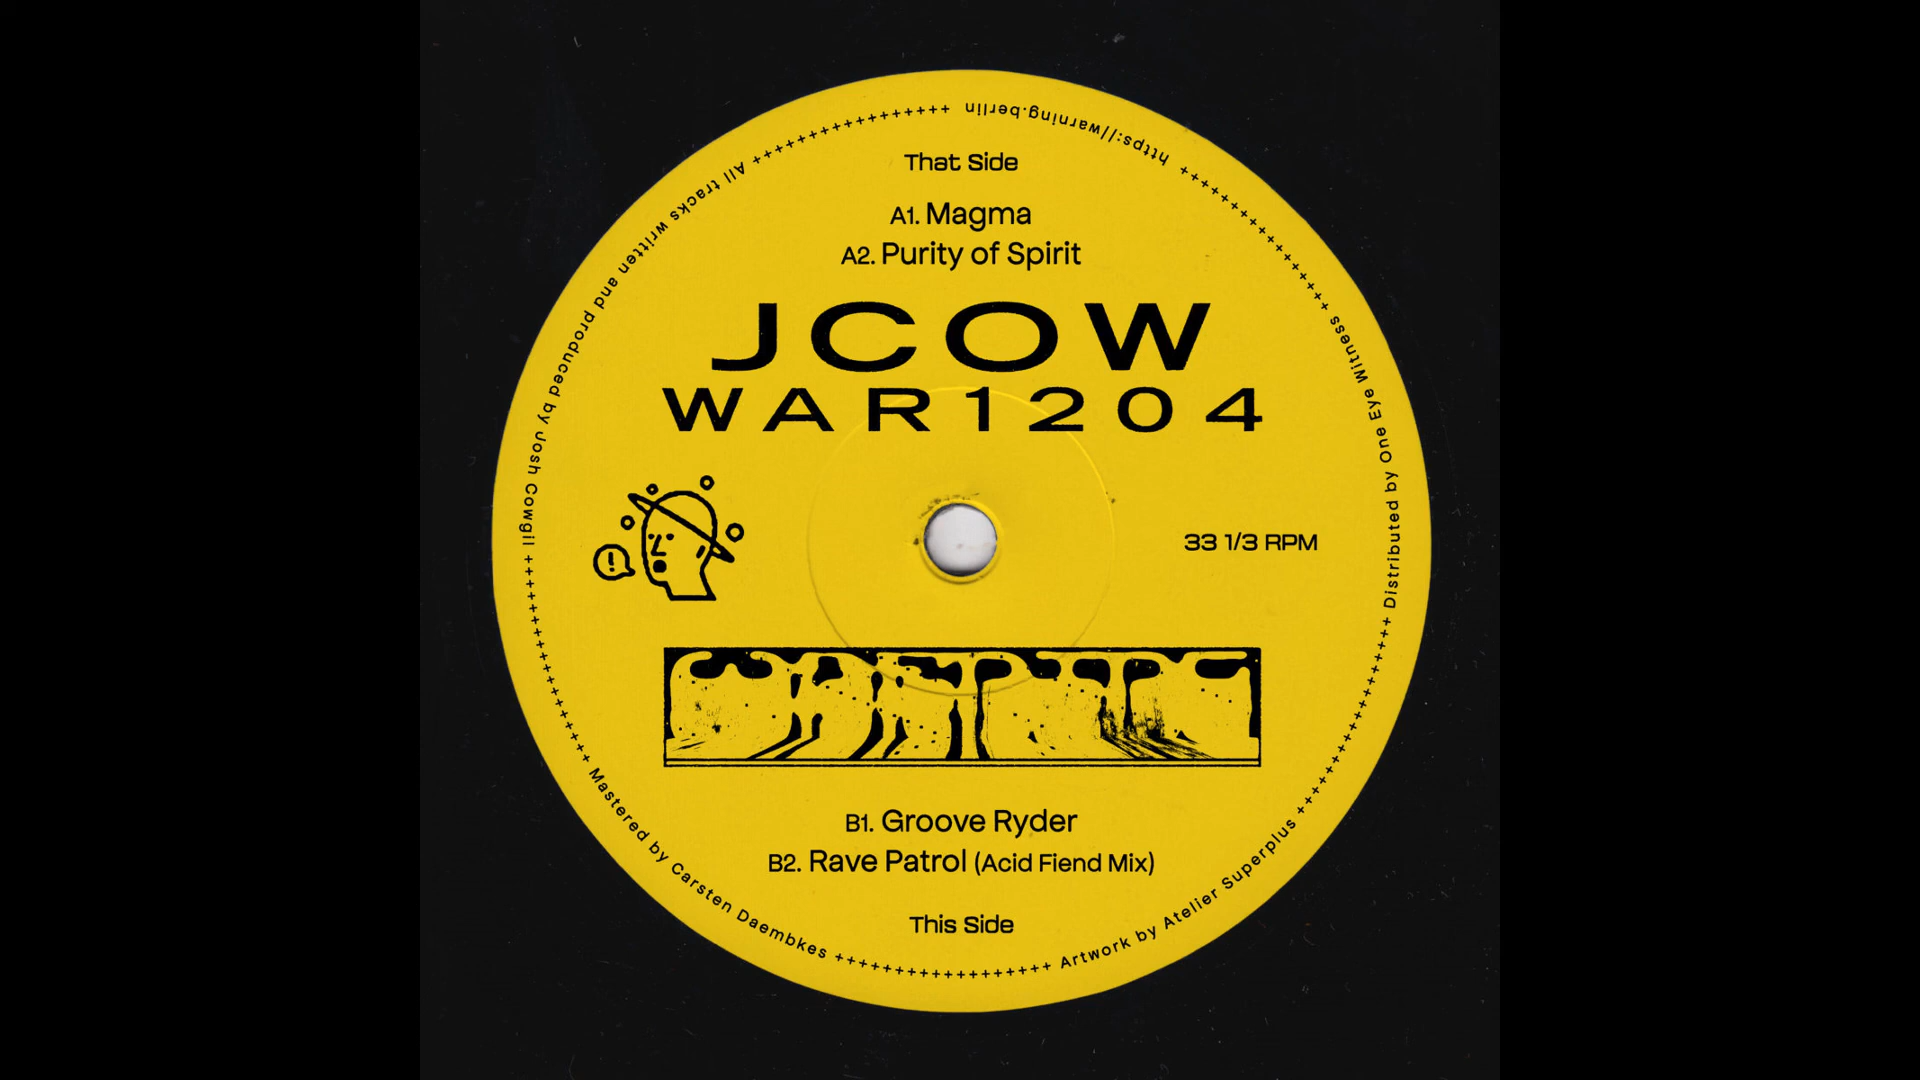 That Side
A1. Magma
A2. Purity of Spirit
JCOW
WAR1204
!
33 1/3 RPM
B1. Groove Ryder
B2. Rave Patrol (Acid Fiend Mix)
This Side
All tracks written and produced by Josh Cowgil
Mastered by Carsten Daembkes
Artwork by Atelier Superplus
Distributed by One Eye Witness
https://warning.berlin